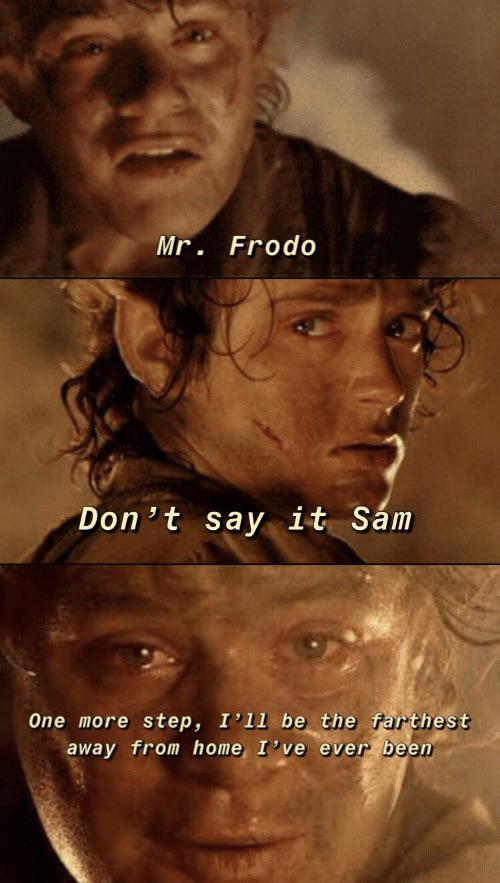 Mr. Frodo
Don't say it Sam
One more step, I'll be the farthest
away from home I've ever been